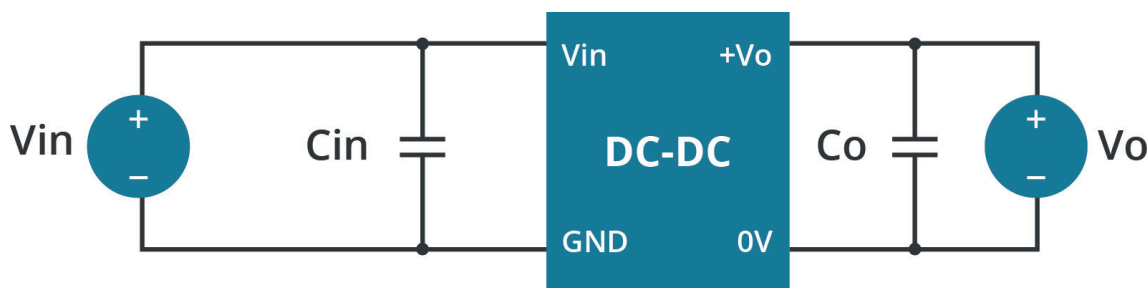 Vin
+
−
Cin
Vin
+Vo
DC-DC
GND
0V
Co
+
−
Vo